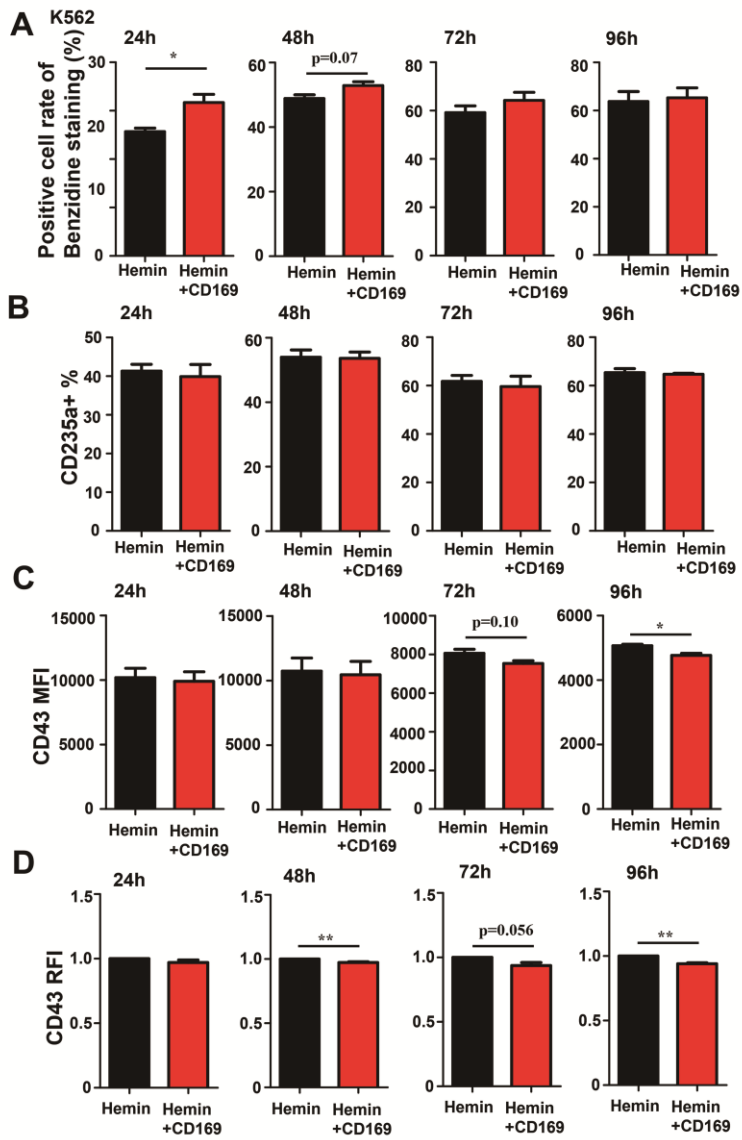 A
K562
24h
48h
72h
96h
Positive cell rate of
Benzidine staining (%)
*
p=0.07
30
20
10
0
60
40
20
0
80
60
40
20
0
80
60
40
20
0
Hemin
Hemin
+CD169
Hemin
Hemin
+CD169
Hemin
Hemin
+CD169
Hemin
Hemin
+CD169
B
24h
48h
72h
96h
CD235a+ %
50
40
30
20
10
0
60
40
20
0
80
60
40
20
0
80
60
40
20
0
Hemin
Hemin
+CD169
Hemin
Hemin
+CD169
Hemin
Hemin
+CD169
Hemin
Hemin
+CD169
C
24h
48h
72h
96h
CD43 MFI
p=0.10
*
15000
10000
5000
0
15000
10000
5000
0
10000
8000
6000
4000
2000
0
6000
4000
2000
0
Hemin
Hemin
+CD169
Hemin
Hemin
+CD169
Hemin
Hemin
+CD169
Hemin
Hemin
+CD169
D
24h
48h
72h
96h
CD43 RFI
**
p=0.056
**
1.5
1.0
0.5
0
1.5
1.0
0.5
0
1.5
1.0
0.5
0
1.5
1.0
0.5
0
Hemin
Hemin
+CD169
Hemin
Hemin
+CD169
Hemin
Hemin
+CD169
Hemin
Hemin
+CD169